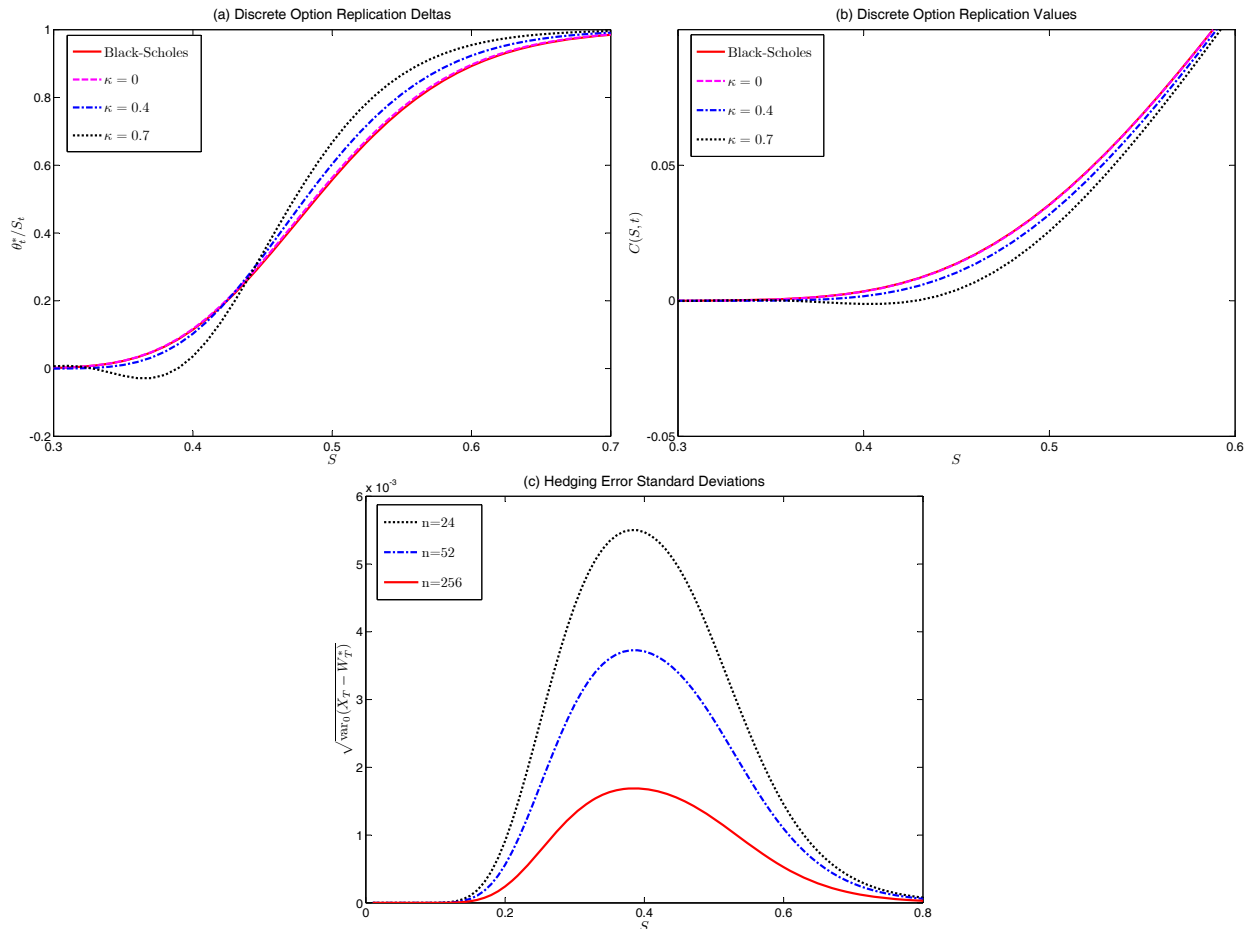 (a) Discrete Option Replication Deltas
1
0.8
0.6
0.4
0.2
0
-0.2
0.3
0.4
0.5
0.6
0.7
θ*ₜ/Sₜ
S
Black-Scholes
κ = 0
κ = 0.4
κ = 0.7
(b) Discrete Option Replication Values
0.05
0
-0.05
0.3
0.4
0.5
0.6
C(S, t)
S
Black-Scholes
κ = 0
κ = 0.4
κ = 0.7
(c) Hedging Error Standard Deviations
x 10⁻³
6
5
4
3
2
1
0
0
0.2
0.4
0.6
0.8
√var₀(X_T − W*_T)
S
n=24
n=52
n=256